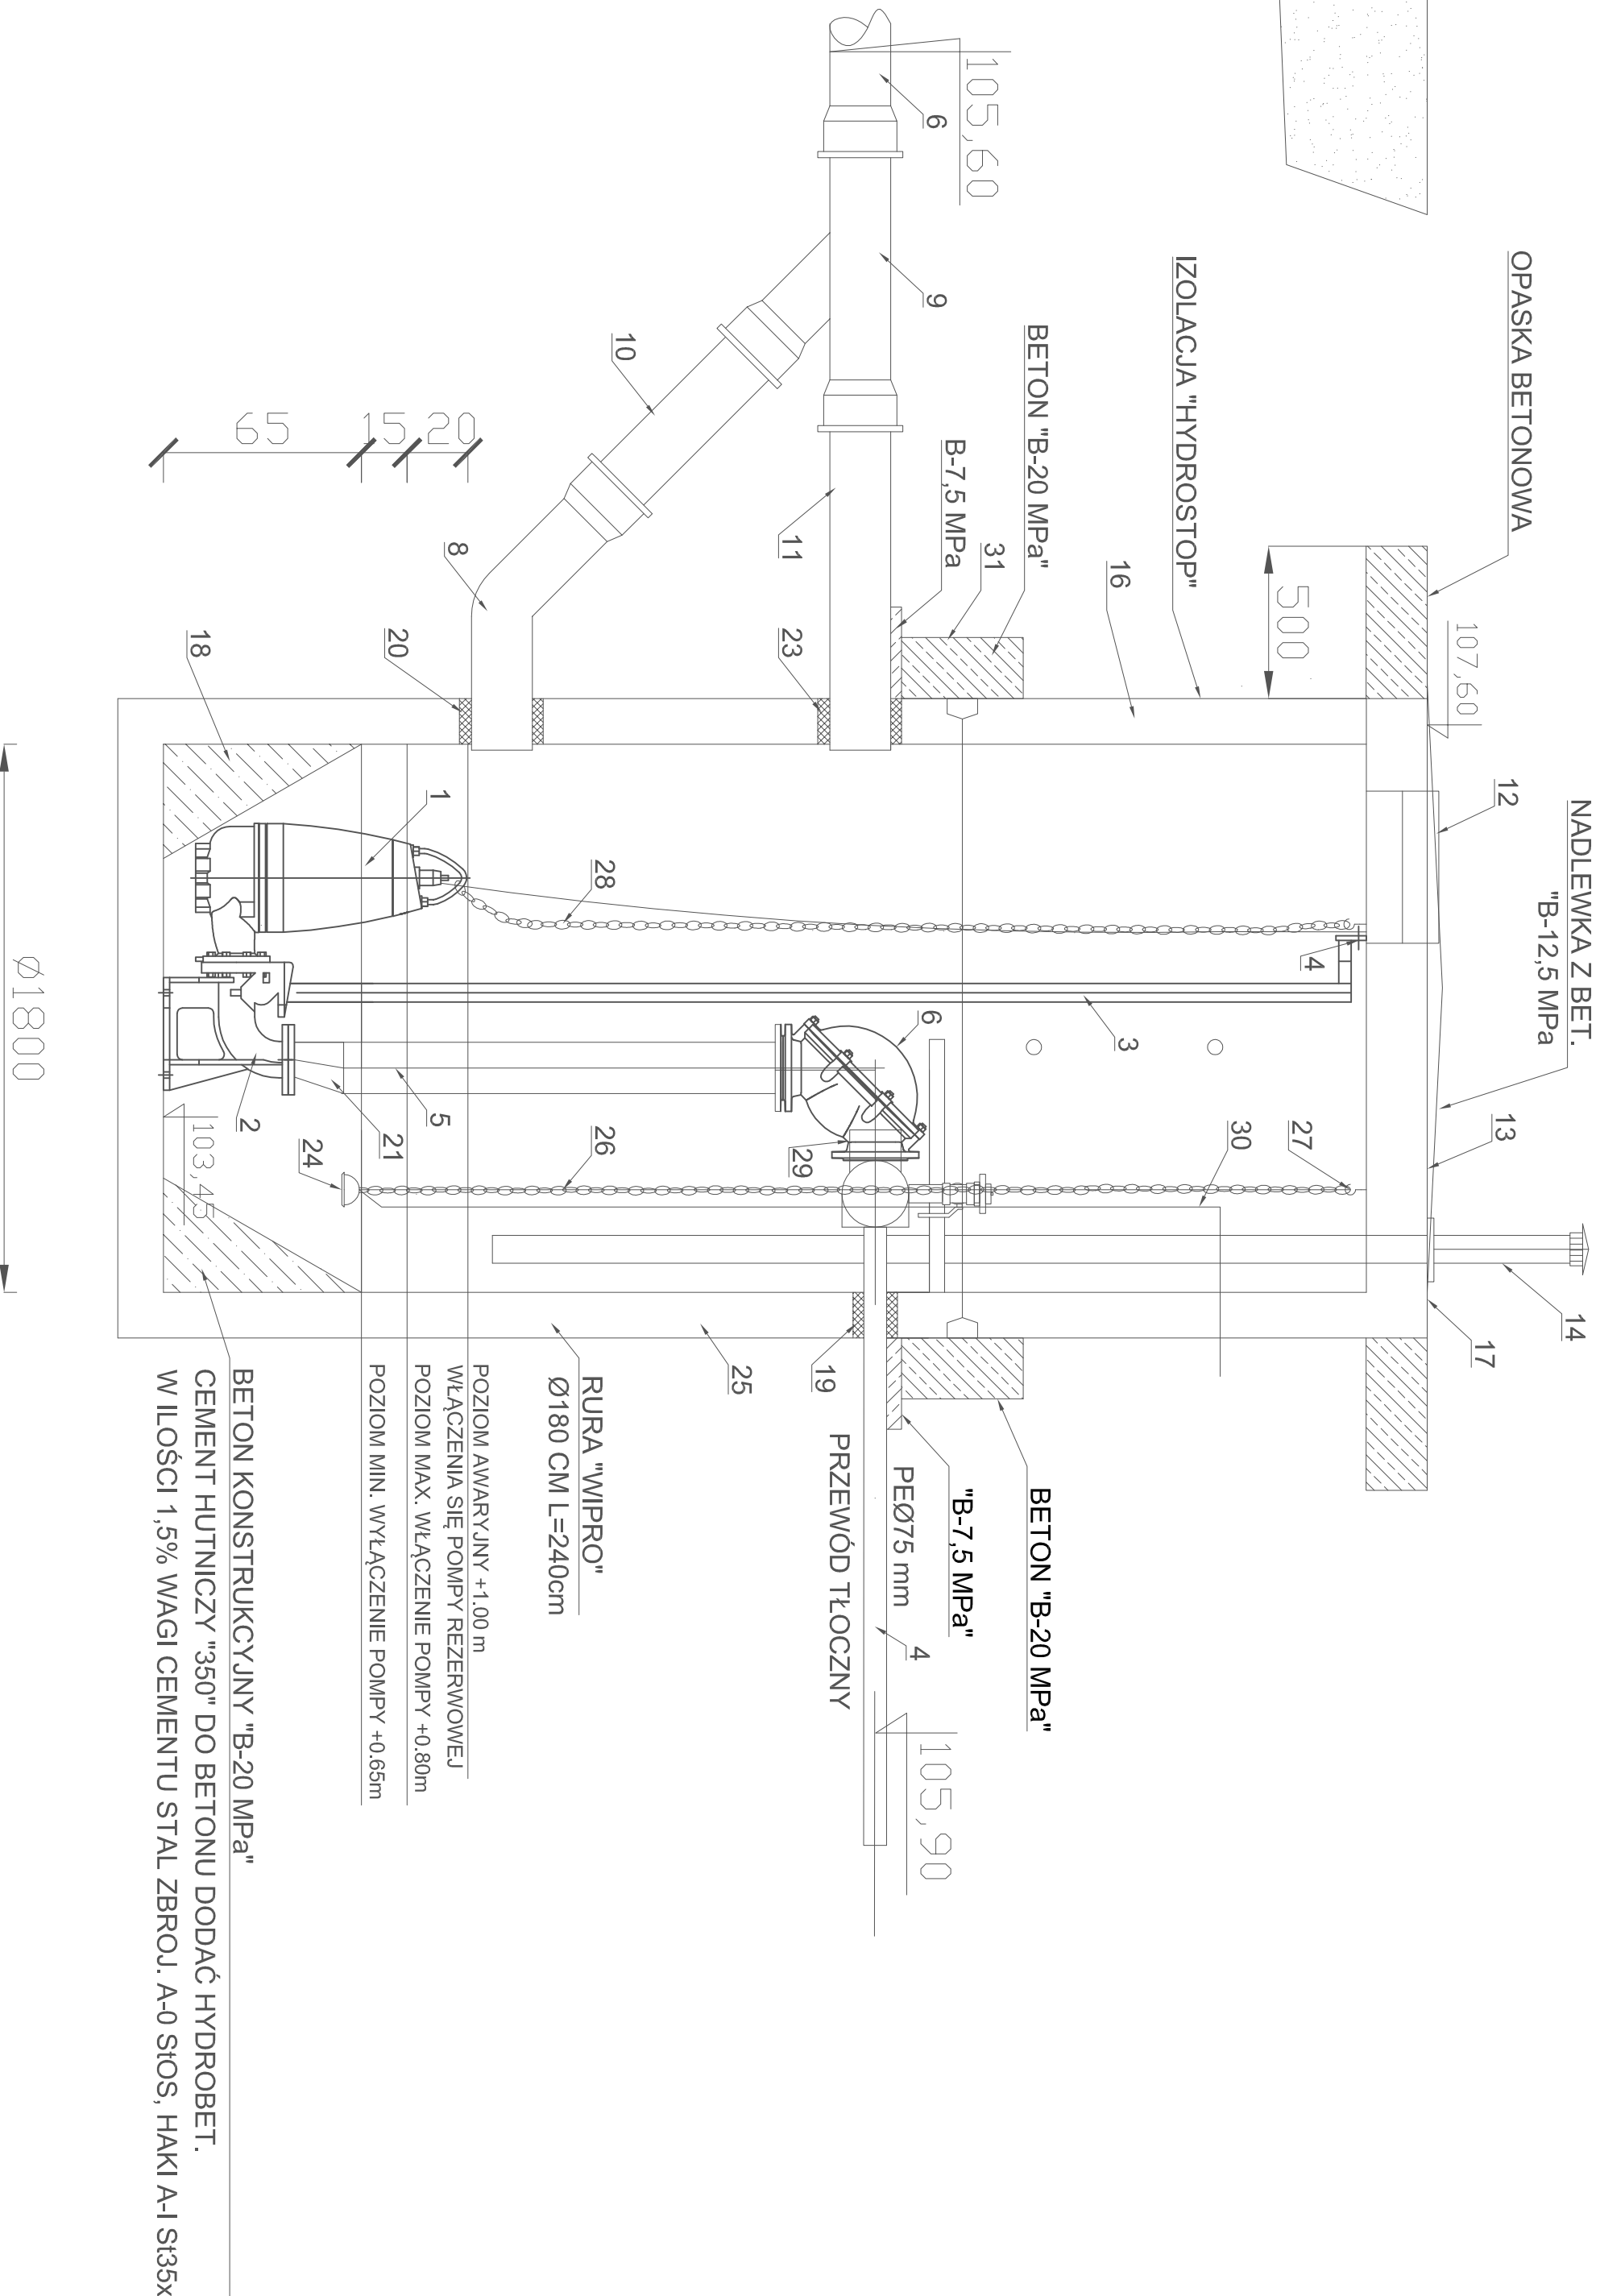 NADLEWKA Z BET.
"B-12,5 MPa
OPASKA BETONOWA
107,60
12
13
14
17
500
IZOLACJA "HYDROSTOP"
16
4
27
30
3
BETON "B-20 MPa"
31
B-7,5 MPa
105,60
6
9
11
23
6
29
28
26
10
8
20
18
65
15
20
1
5
21
2
24
103,45
Ø1800
BETON "B-20 MPa"
"B-7,5 MPa"
PEØ75 mm
4
PRZEWÓD TŁOCZNY
105,90
19
25
RURA "WIPRO"
Ø180 CM L=240cm
POZIOM AWARYJNY +1.00 m
WŁĄCZENIA SIĘ POMPY REZERWOWEJ
POZIOM MAX. WŁĄCZENIE POMPY +0.80m
POZIOM MIN. WYŁĄCZENIE POMPY +0.65m
BETON KONSTRUKCYJNY "B-20 MPa"
CEMENT HUTNICZY "350" DO BETONU DODAĆ HYDROBET.
W ILOŚCI 1,5% WAGI CEMENTU STAL ZBROJ. A-0 StOS, HAKI A-I St35x